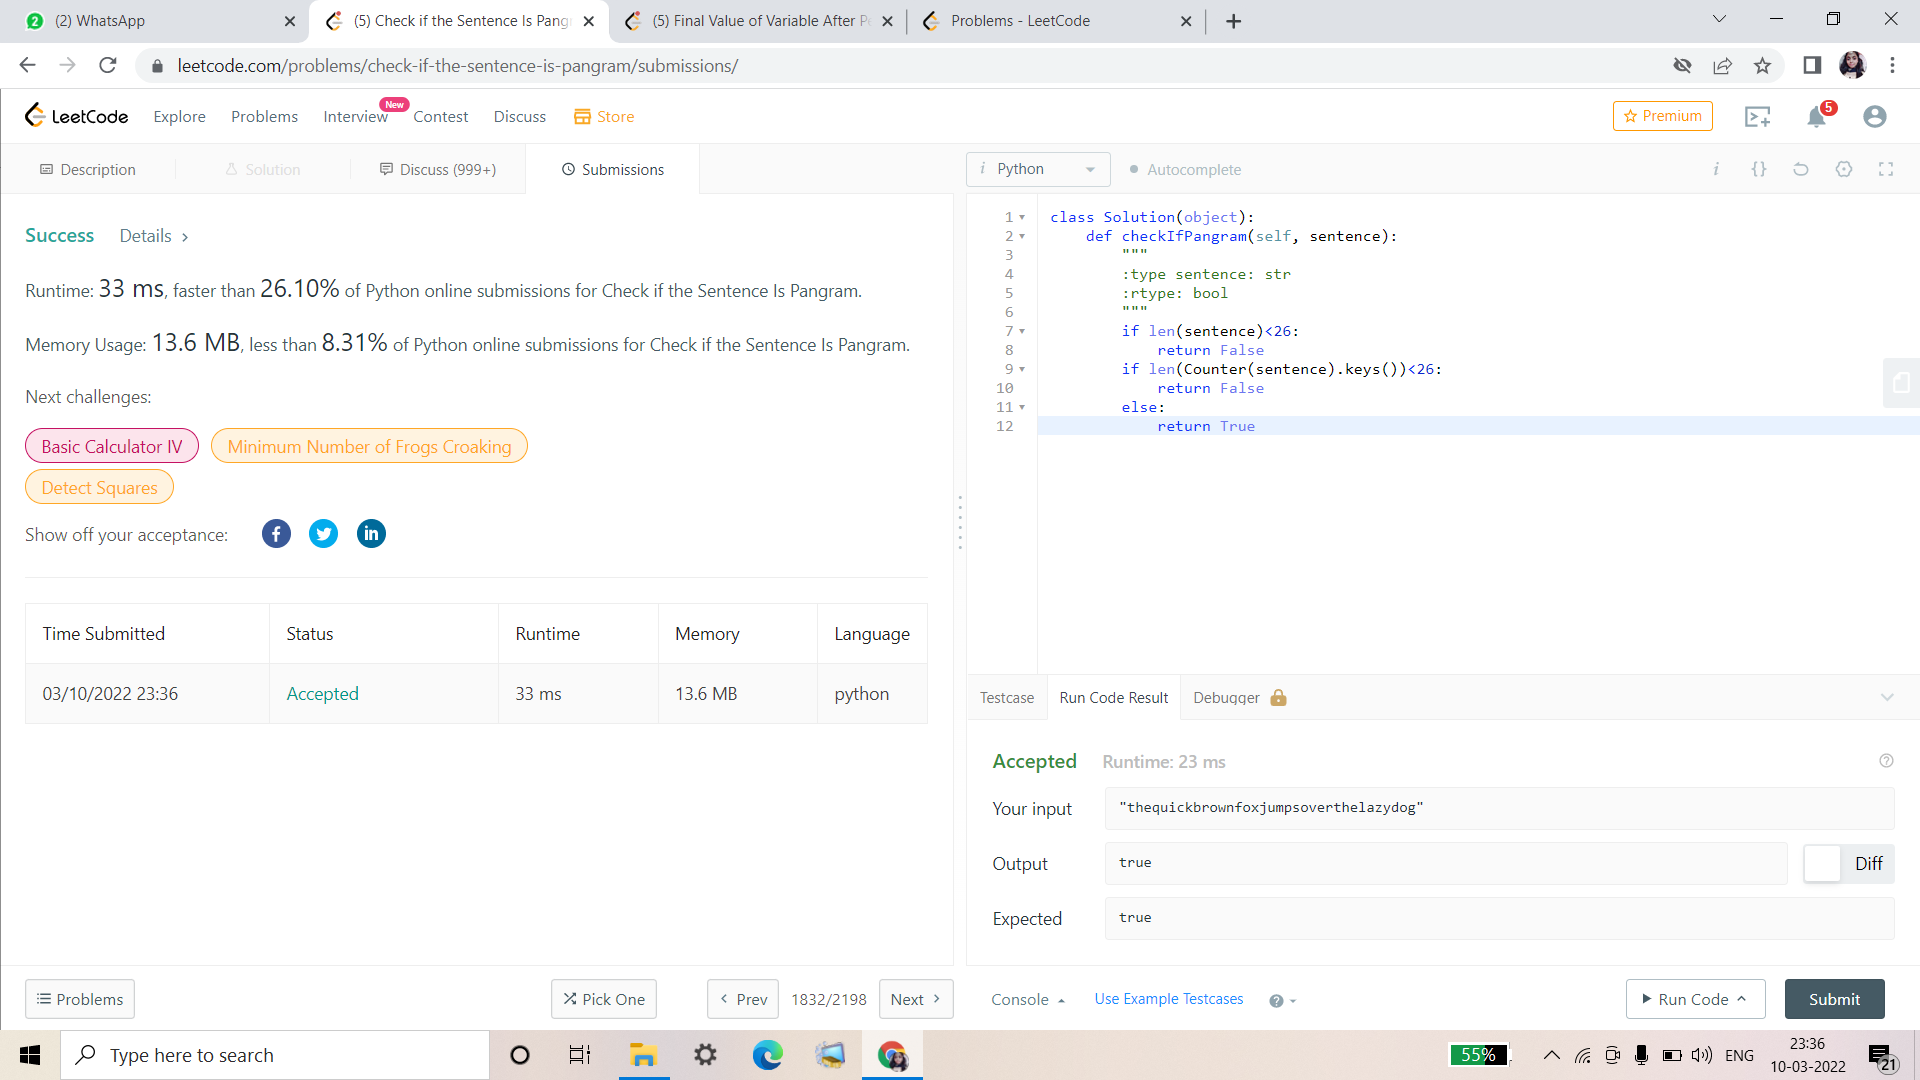 (2) WhatsApp
(5) Check if the Sentence Is Pang
(5) Final Value of Variable After P
Problems - LeetCode
leetcode.com/problems/check-if-the-sentence-is-pangram/submissions/
LeetCode
Explore
Problems
Interview
New
Contest
Discuss
Store
Premium
5
Description
Solution
Discuss (999+)
Submissions
i Python
Autocomplete
i
{}
Success
Details >
Runtime: 33 ms, faster than 26.10% of Python online submissions for Check if the Sentence Is Pangram.
Memory Usage: 13.6 MB, less than 8.31% of Python online submissions for Check if the Sentence Is Pangram.
Next challenges:
Basic Calculator IV
Minimum Number of Frogs Croaking
Detect Squares
Show off your acceptance:
Time Submitted Status Runtime Memory Language
03/10/2022 23:36 Accepted 33 ms 13.6 MB python
1 class Solution(object):
2 def checkIfPangram(self, sentence):
3 """
4 :type sentence: str
5 :rtype: bool
6 """
7 if len(sentence)<26:
8 return False
9 if len(Counter(sentence).keys())<26:
10 return False
11 else:
12 return True
Testcase
Run Code Result
Debugger
Accepted Runtime: 23 ms
Your input "thequickbrownfoxjumpsoverthelazydog"
Output true
Diff
Expected true
Problems
Pick One
< Prev
1832/2198
Next >
Console
Use Example Testcases
Run Code
Submit
Type here to search
55%
ENG
23:36
10-03-2022
21